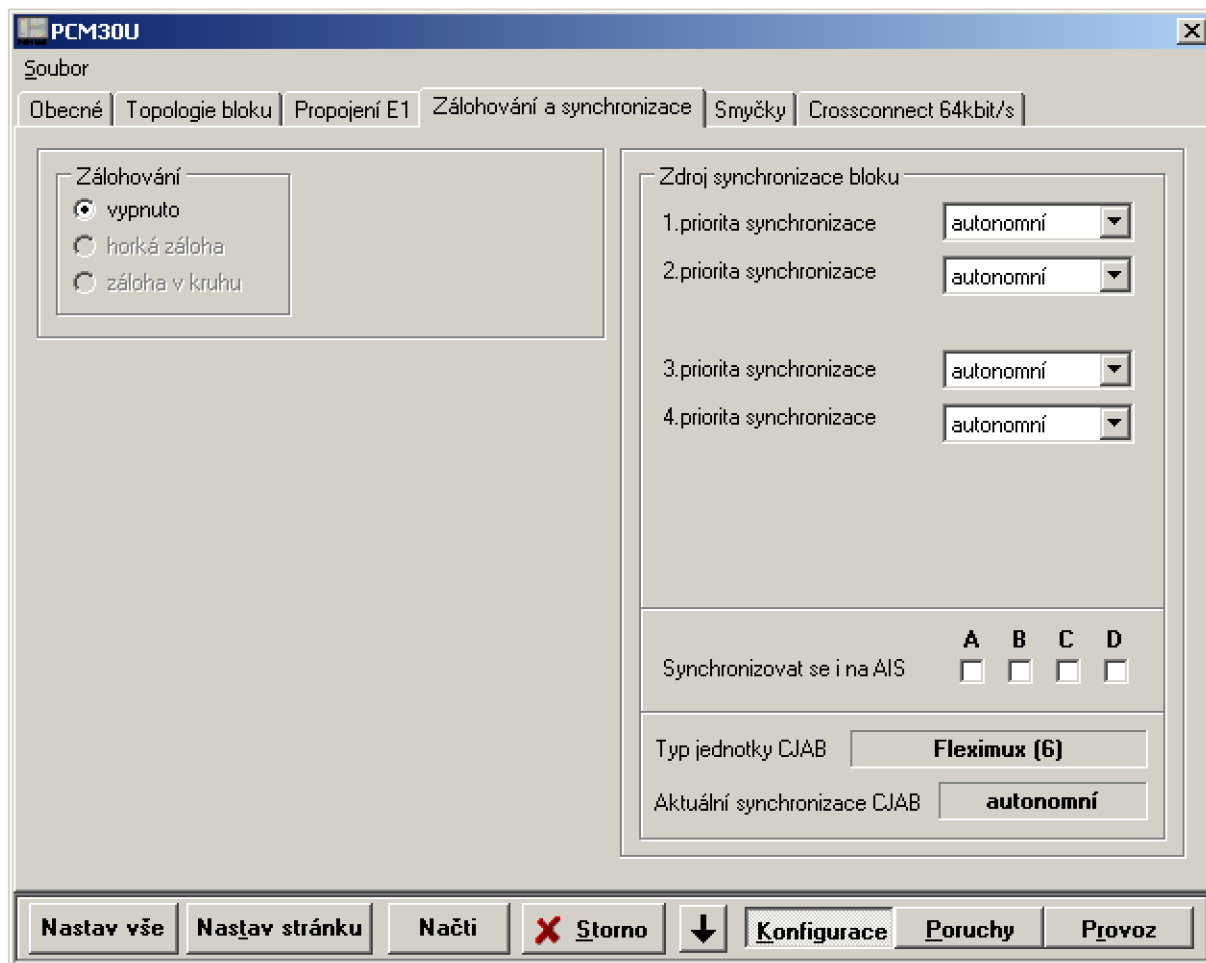 PCM30U
Soubor
Obecné Topologie bloku Propojení E1 Zálohování a synchronizace Smyčky Crossconnect 64kbit/s
Zálohování
vypnuto
horká záloha
záloha v kruhu
Zdroj synchronizace bloku
1.priorita synchronizace autonomní
2.priorita synchronizace autonomní
3.priorita synchronizace autonomní
4.priorita synchronizace autonomní
A B C D
Synchronizovat se i na AIS
Typ jednotky CJAB Fleximux (6)
Aktuální synchronizace CJAB autonomní
Nastav vše Nastav stránku Načti Storno Konfigurace Poruchy Provoz